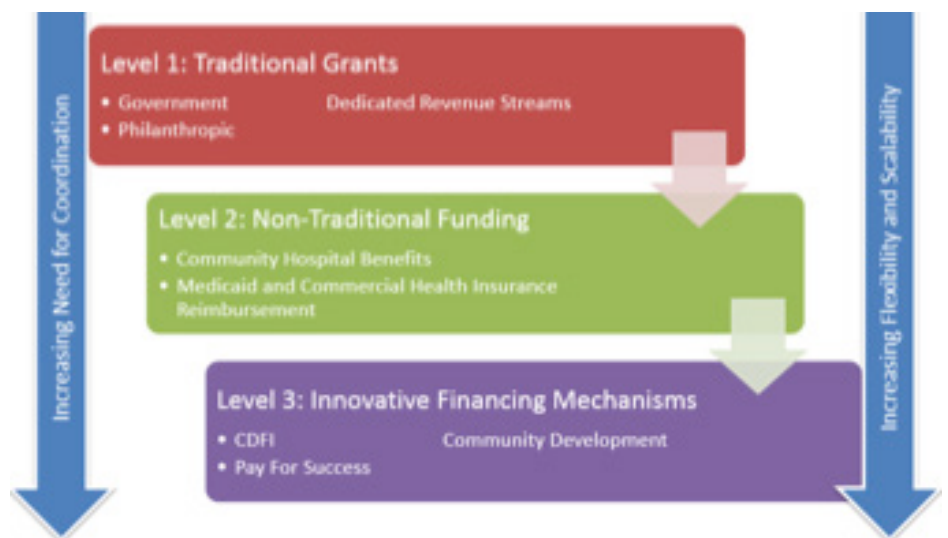 Increasing Need for Coordination
Level 1: Traditional Grants
• Government Dedicated Revenue Streams
• Philanthropic
Level 2: Non-Traditional Funding
• Community Hospital Benefits
• Medicaid and Commercial Health Insurance
Reimbursement
Level 3: Innovative Financing Mechanisms
• CDFI Community Development
• Pay For Success
Increasing Flexibility and Scalability